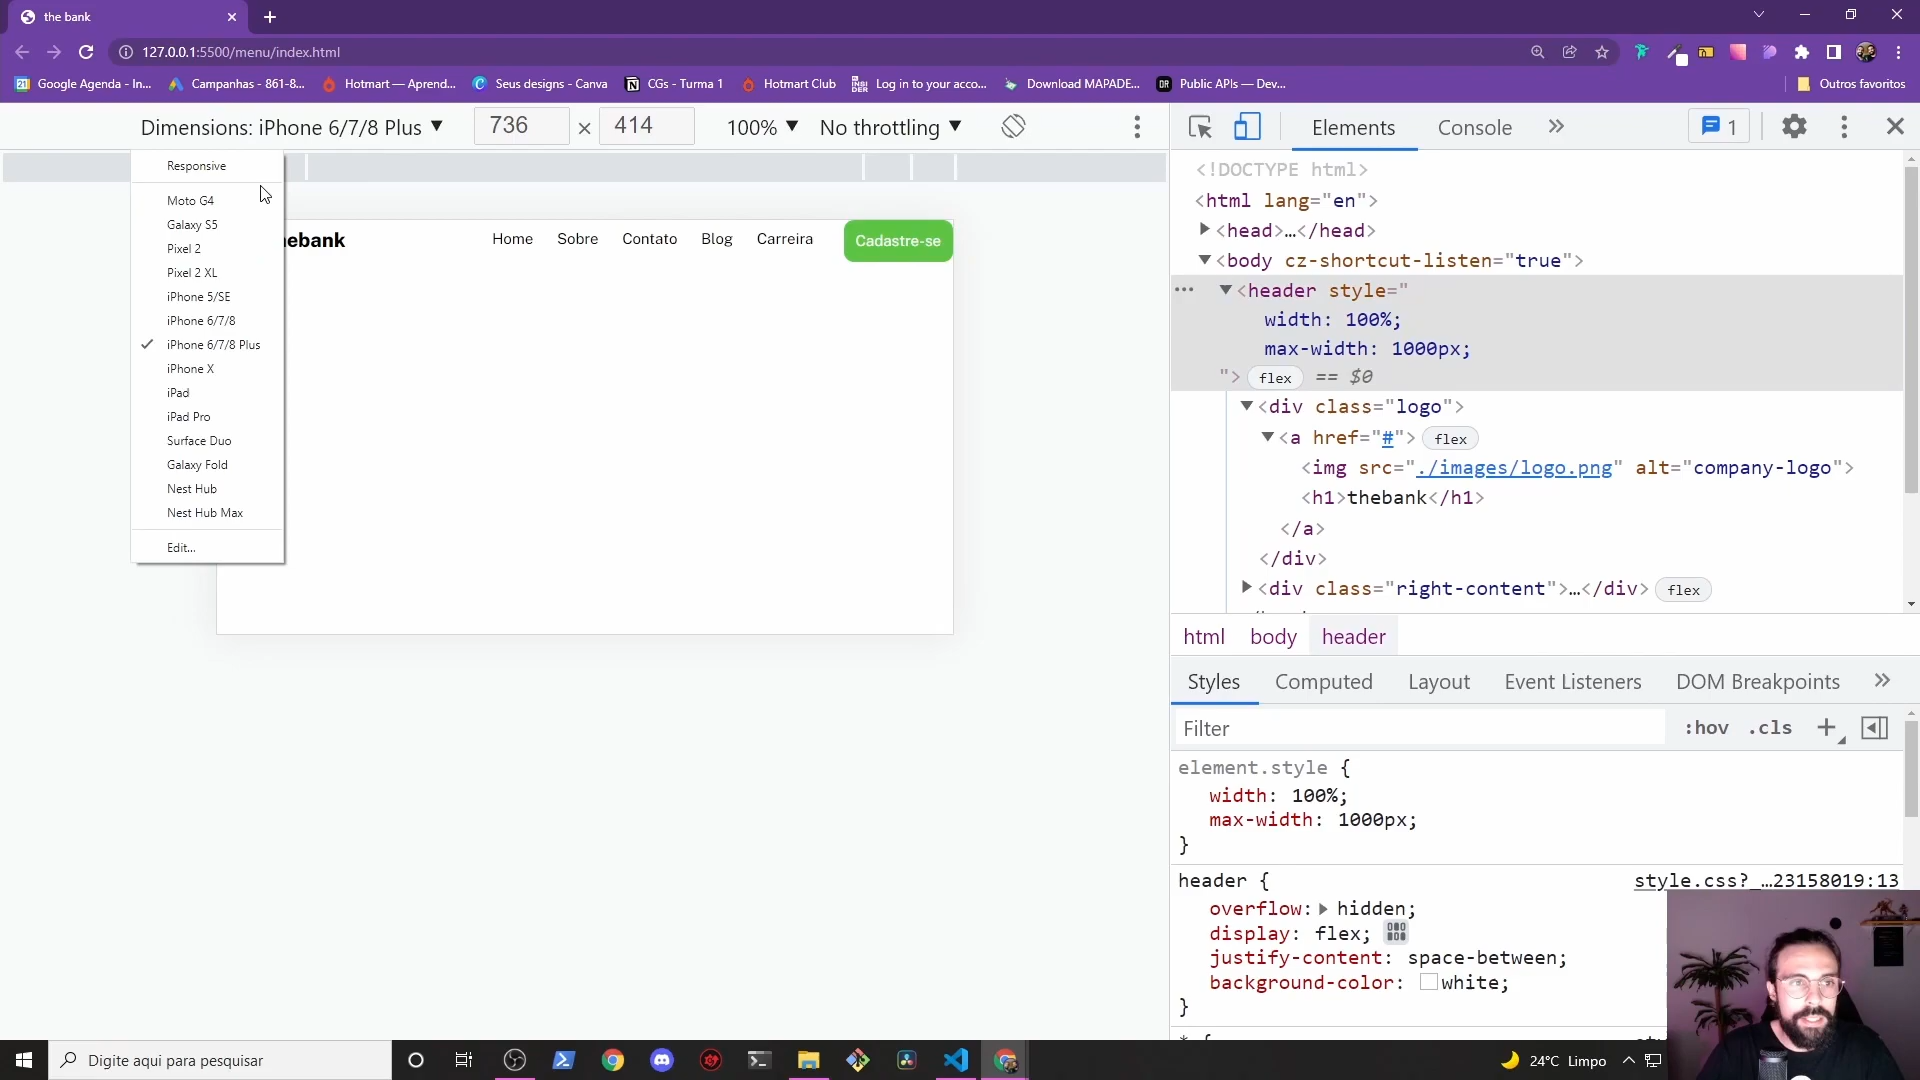 the bank
127.0.0.1:5500/menu/index.html
21 Google Agenda - In...
Campanhas - 861-8...
Hotmart — Aprend...
Seus designs - Canva
CGs - Turma 1
Hotmart Club
Log in to your acco...
Download MAPADE...
DR Public APIs — Dev...
Outros favoritos
Dimensions: iPhone 6/7/8 Plus ▼ 736 × 414 100% ▼ No throttling ▼
Responsive
Moto G4
Galaxy S5
Pixel 2
Pixel 2 XL
iPhone 5/SE
iPhone 6/7/8
iPhone 6/7/8 Plus
iPhone X
iPad
iPad Pro
Surface Duo
Galaxy Fold
Nest Hub
Nest Hub Max
Edit...
hebank Home Sobre Contato Blog Carreira Cadastre-se
Elements Console 1
<!DOCTYPE html>
<html lang="en">
<head>…</head>
<body cz-shortcut-listen="true">
<header style="
width: 100%;
max-width: 1000px;
"> flex == $0
<div class="logo">
<a href="#"> flex
<img src="./images/logo.png" alt="company-logo">
<h1>thebank</h1>
</a>
</div>
<div class="right-content">…</div> flex
html body header
Styles Computed Layout Event Listeners DOM Breakpoints
Filter :hov .cls
element.style {
width: 100%;
max-width: 1000px;
}
header { style.css?_…23158019:13
overflow: hidden;
display: flex;
justify-content: space-between;
background-color: white;
}
* {
Digite aqui para pesquisar
24°C Limpo